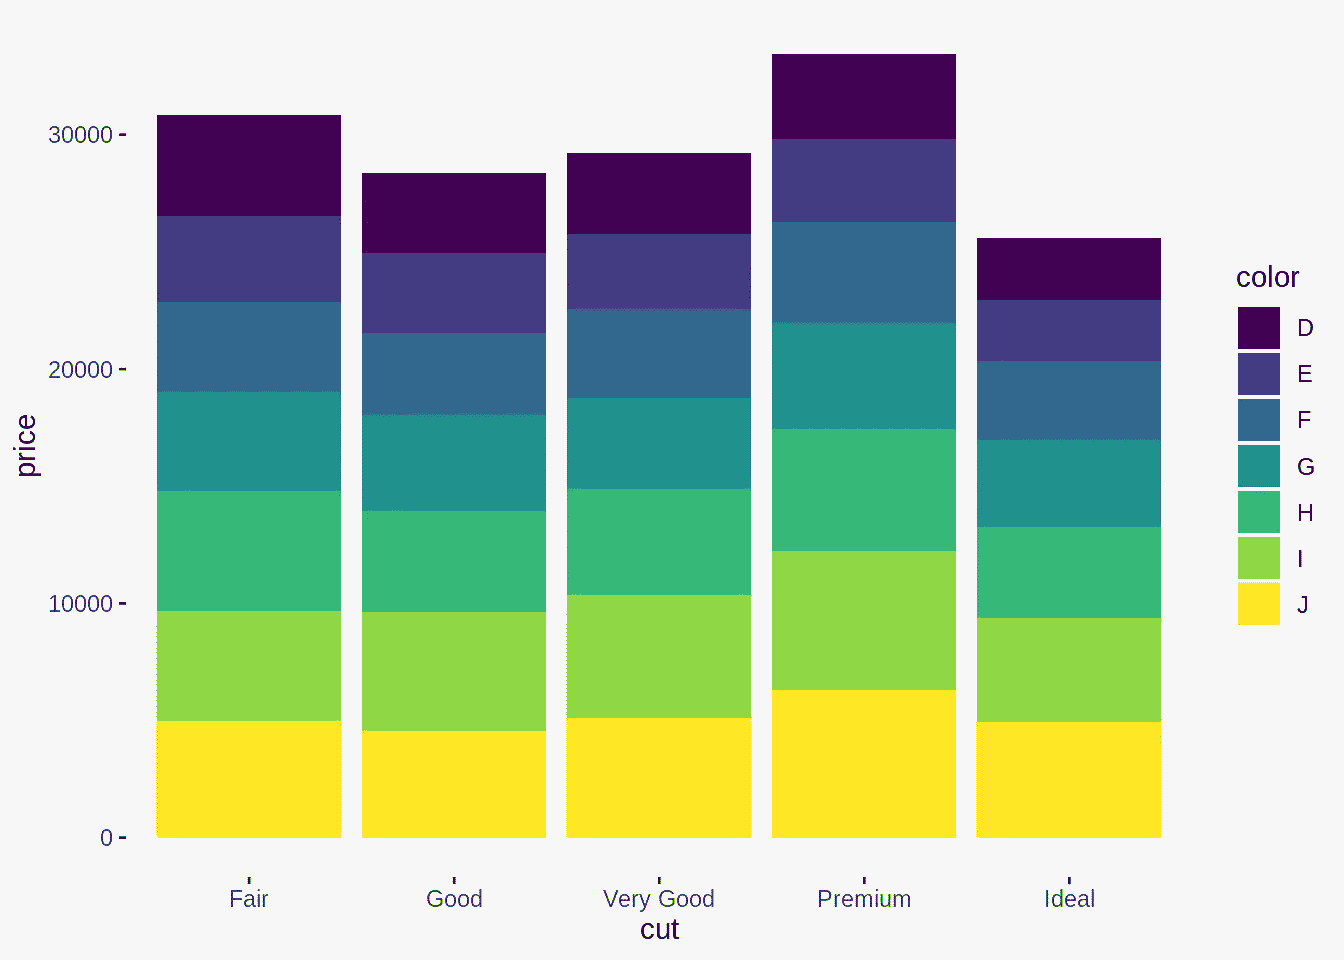 30000
20000
10000
0
price
Fair
Good
Very Good
Premium
Ideal
cut
color
D
E
F
G
H
I
J